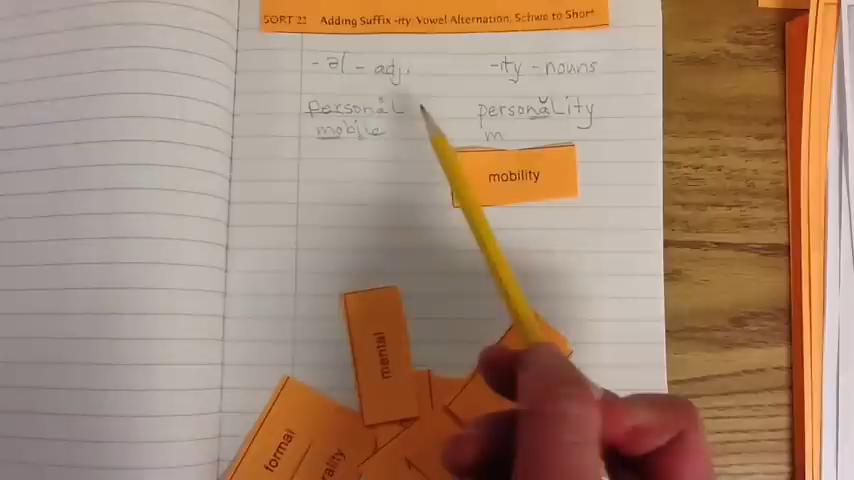 SORT 22 Adding Suffix -ity: Vowel Alternation, Schwa to Short
-al - adj. -ity - nouns
personal personality
mobile m
mobility
mental
formal
rality